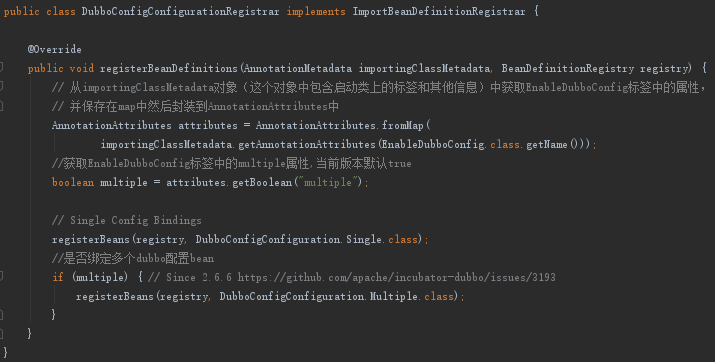 public class DubboConfigConfigurationRegistrar implements ImportBeanDefinitionRegistrar {
@Override
public void registerBeanDefinitions(AnnotationMetadata importingClassMetadata, BeanDefinitionRegistry registry) {
// 从importingClassMetadata对象（这个对象中包含启动类上的标签和其他信息）中获取EnableDubboConfig标签中的属性，
// 并保存在map中然后封装到AnnotationAttributes中
AnnotationAttributes attributes = AnnotationAttributes.fromMap(
importingClassMetadata.getAnnotationAttributes(EnableDubboConfig.class.getName()));
//获取EnableDubboConfig标签中的multiple属性,当前版本默认true
boolean multiple = attributes.getBoolean("multiple");
// Single Config Bindings
registerBeans(registry, DubboConfigConfiguration.Single.class);
//是否绑定多个dubbo配置bean
if (multiple) { // Since 2.6.6 https://github.com/apache/incubator-dubbo/issues/3193
registerBeans(registry, DubboConfigConfiguration.Multiple.class);
}
}
}